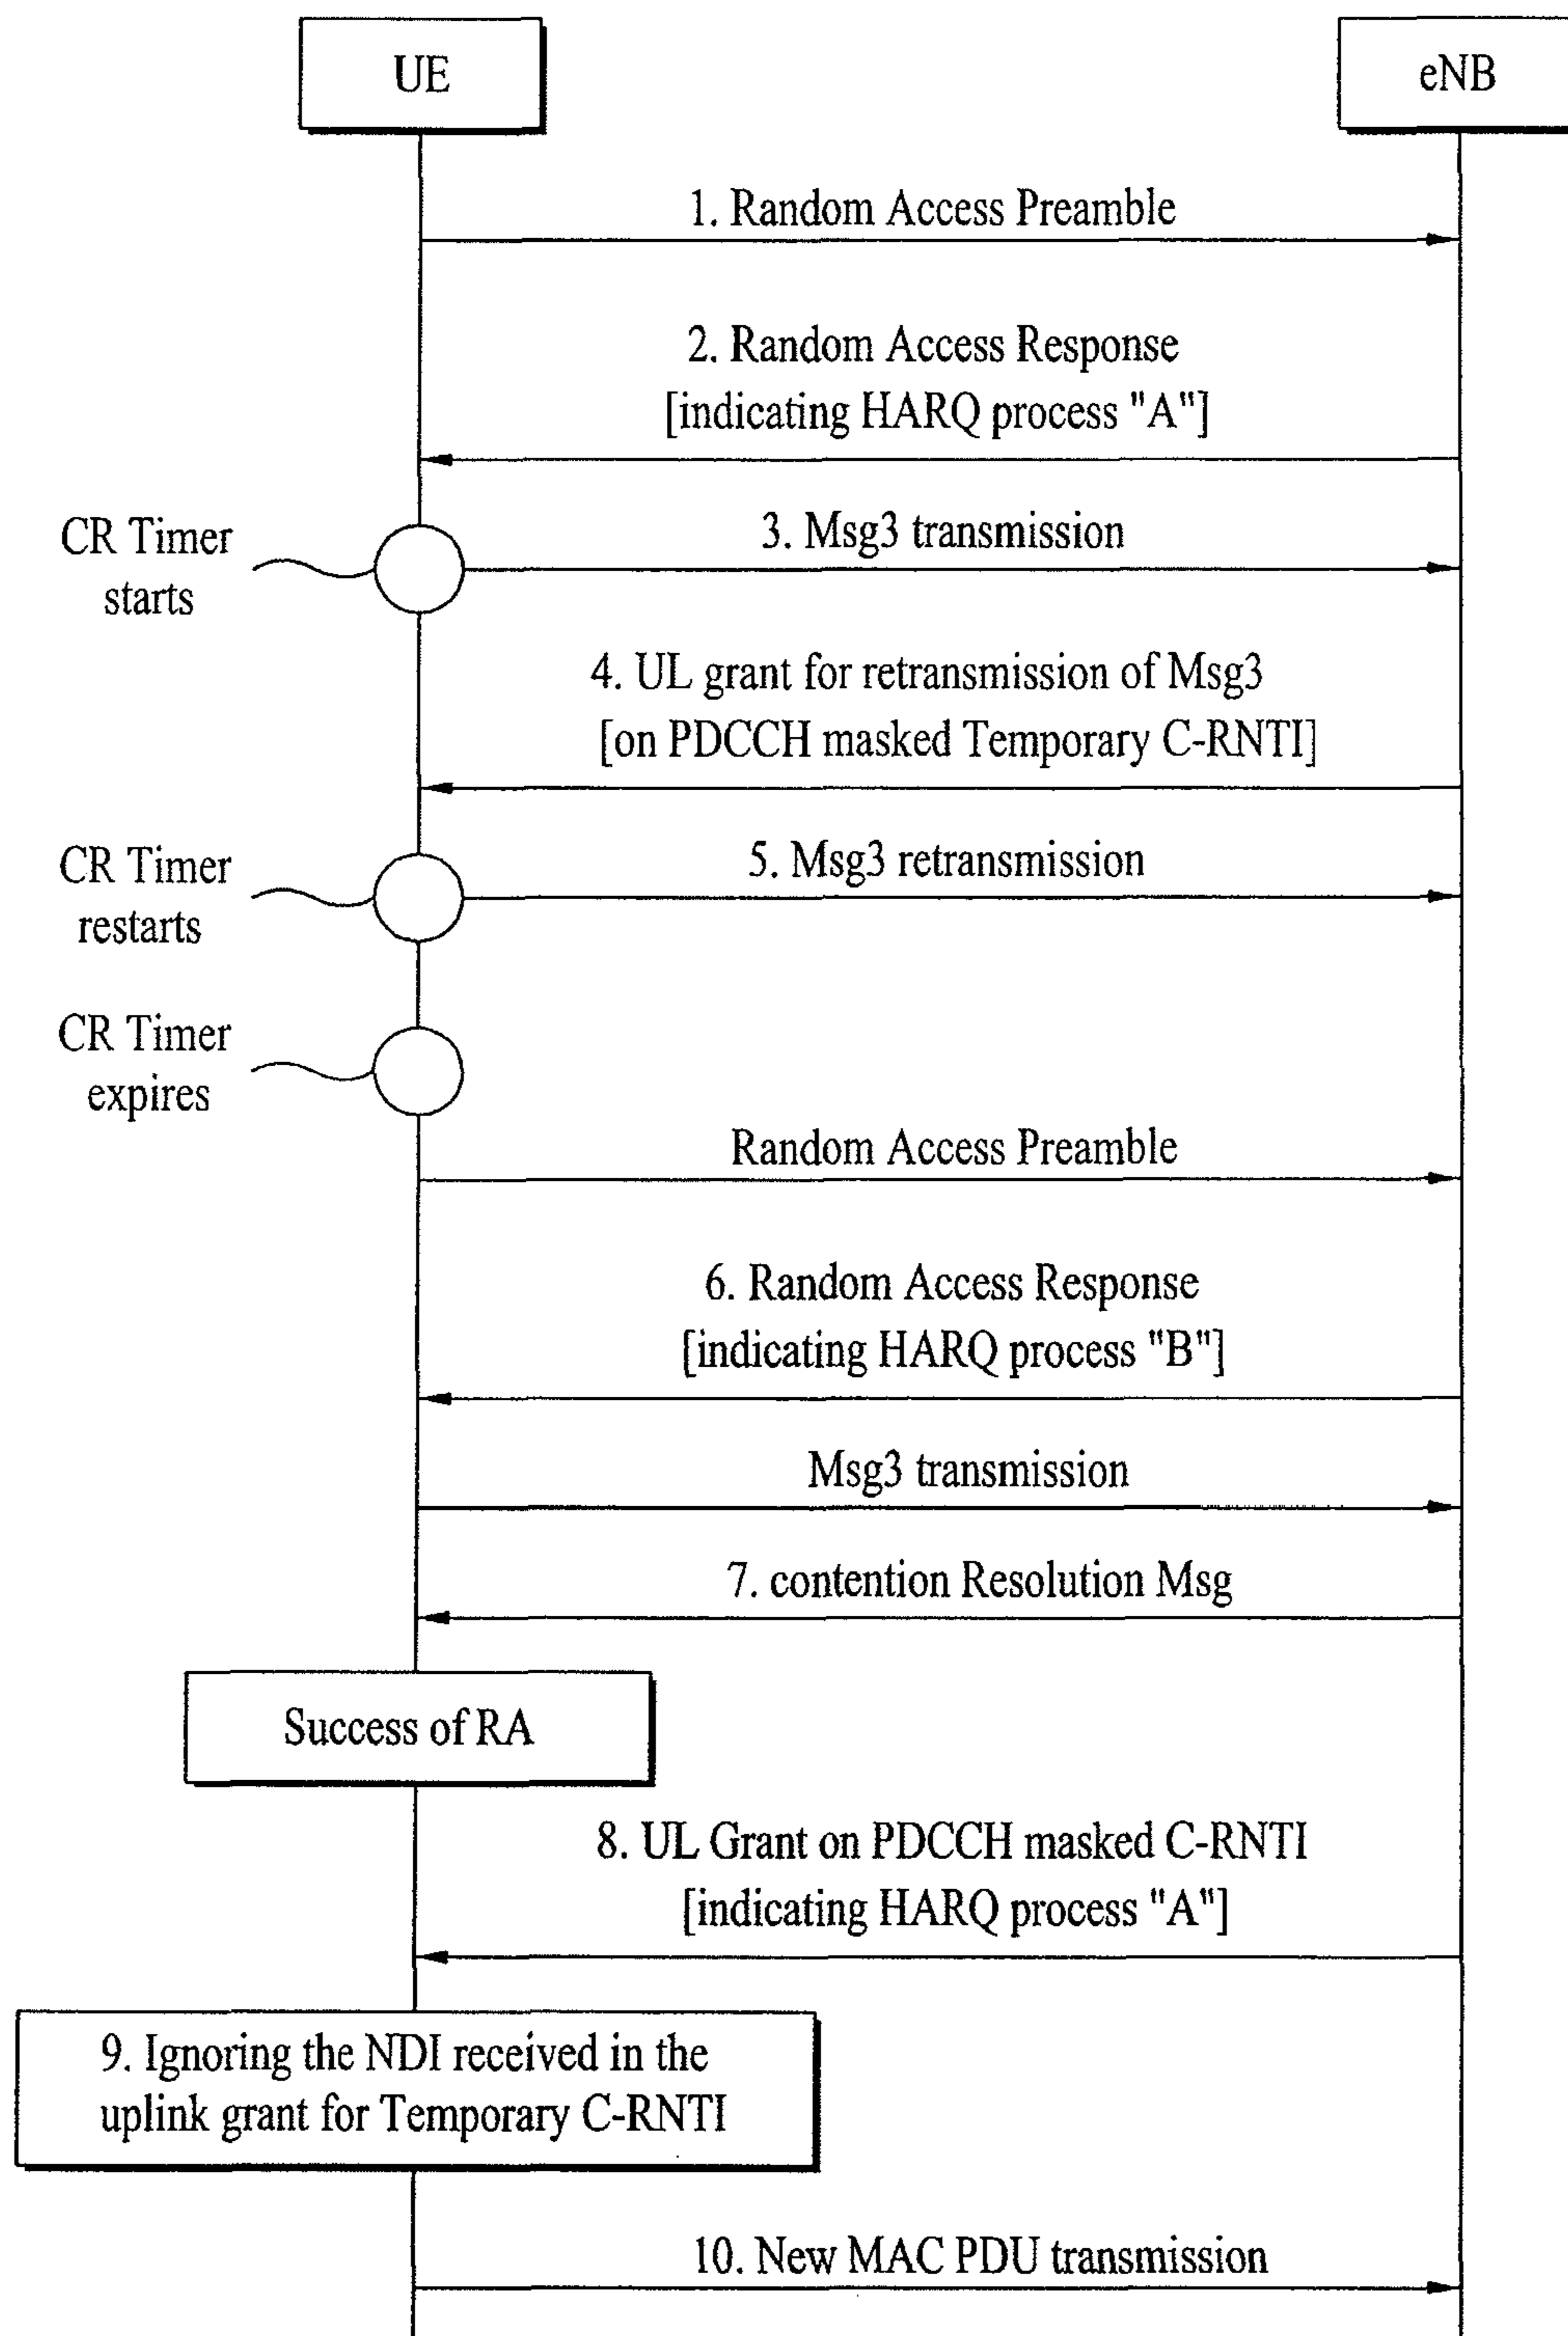 UE
eNB
1. Random Access Preamble
2. Random Access Response
[indicating HARQ process "A"]
CR Timer
starts
3. Msg3 transmission
4. UL grant for retransmission of Msg3
[on PDCCH masked Temporary C-RNTI]
CR Timer
restarts
5. Msg3 retransmission
CR Timer
expires
Random Access Preamble
6. Random Access Response
[indicating HARQ process "B"]
Msg3 transmission
7. contention Resolution Msg
Success of RA
8. UL Grant on PDCCH masked C-RNTI
[indicating HARQ process "A"]
9. Ignoring the NDI received in the
uplink grant for Temporary C-RNTI
10. New MAC PDU transmission